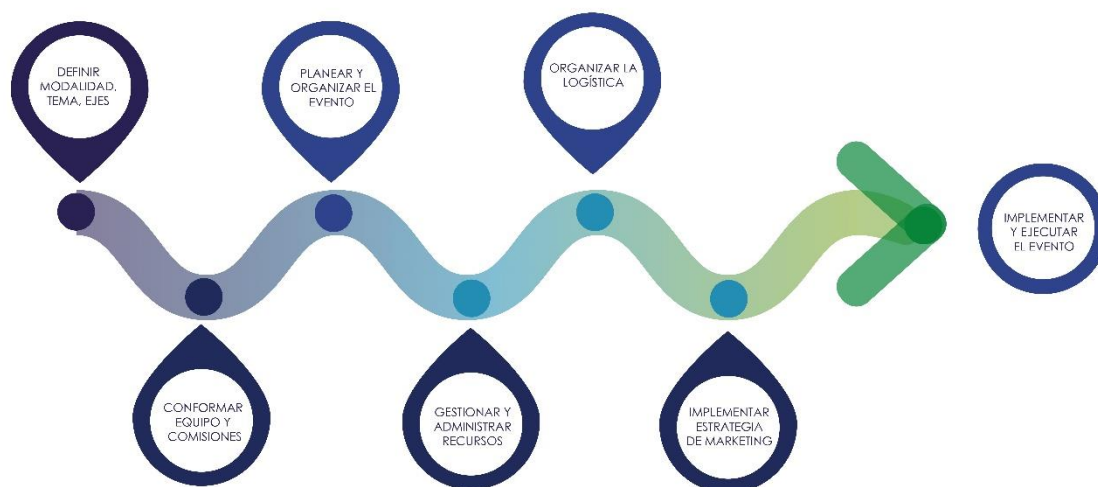 DEFINIR
MODALIDAD,
TEMA, EJES
CONFORMAR
EQUIPO Y
COMISIONES
PLANEAR Y
ORGANIZAR EL
EVENTO
GESTIONAR Y
ADMINISTRAR
RECURSOS
ORGANIZAR LA
LOGÍSTICA
IMPLEMENTAR
ESTRATEGIA
DE MARKETING
IMPLEMENTAR
Y EJECUTAR
EL EVENTO